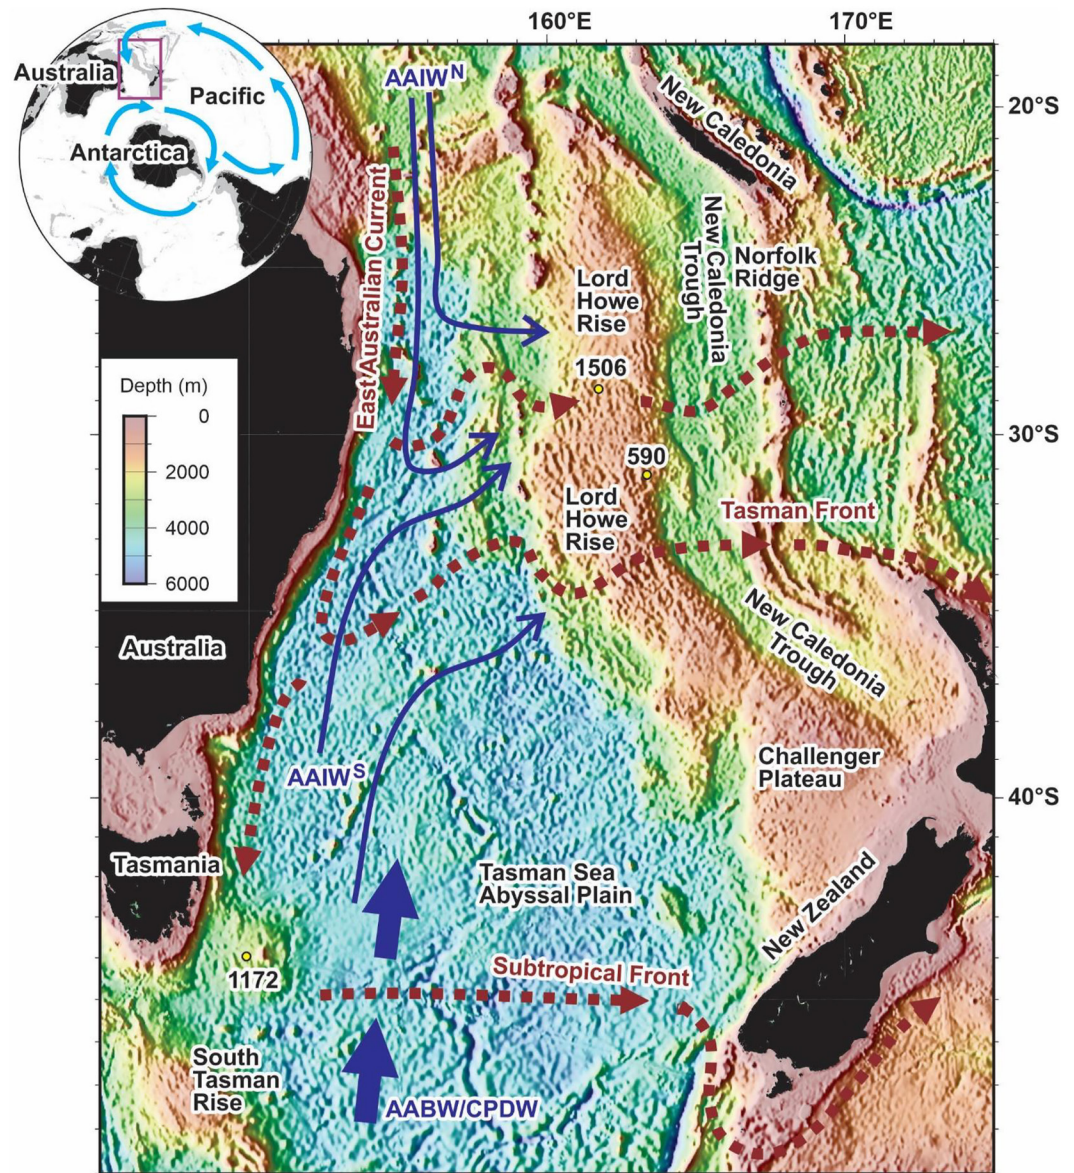 160°E
170°E
Australia
Pacific
Antarctica
AAIW^N
New Caledonia
20°S
East Australian Current
New Caledonia
Trough
Norfolk
Ridge
Lord
Howe
Rise
1506
Depth (m)
0
2000
4000
6000
30°S
590
Lord
Howe
Rise
Tasman Front
New Caledonia
Trough
Australia
AAIW^S
Challenger
Plateau
40°S
Tasmania
Tasman Sea
Abyssal Plain
New Zealand
1172
Subtropical Front
South
Tasman
Rise
AABW/CPDW